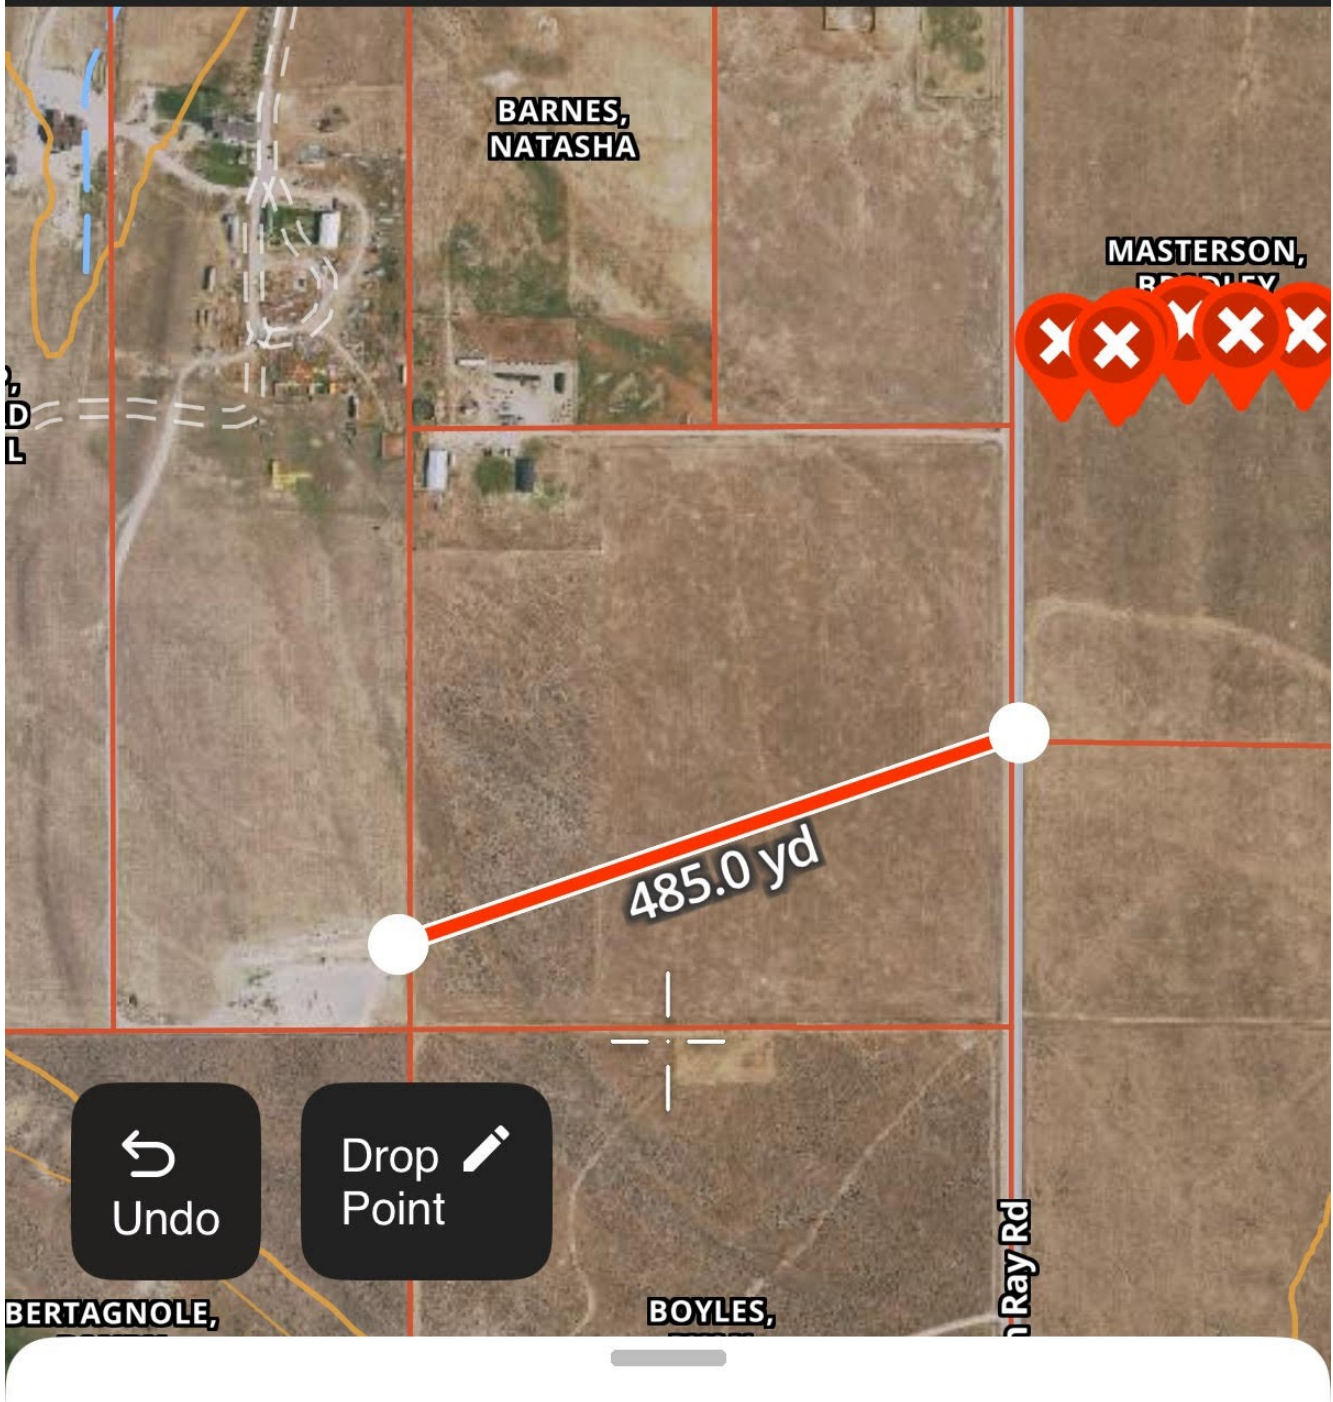 BARNES,
NATASHA
MASTERSON,
D
L
485.0 yd
Undo
Drop
Point
Ray Rd
BERTAGNOLE,
BOYLES,